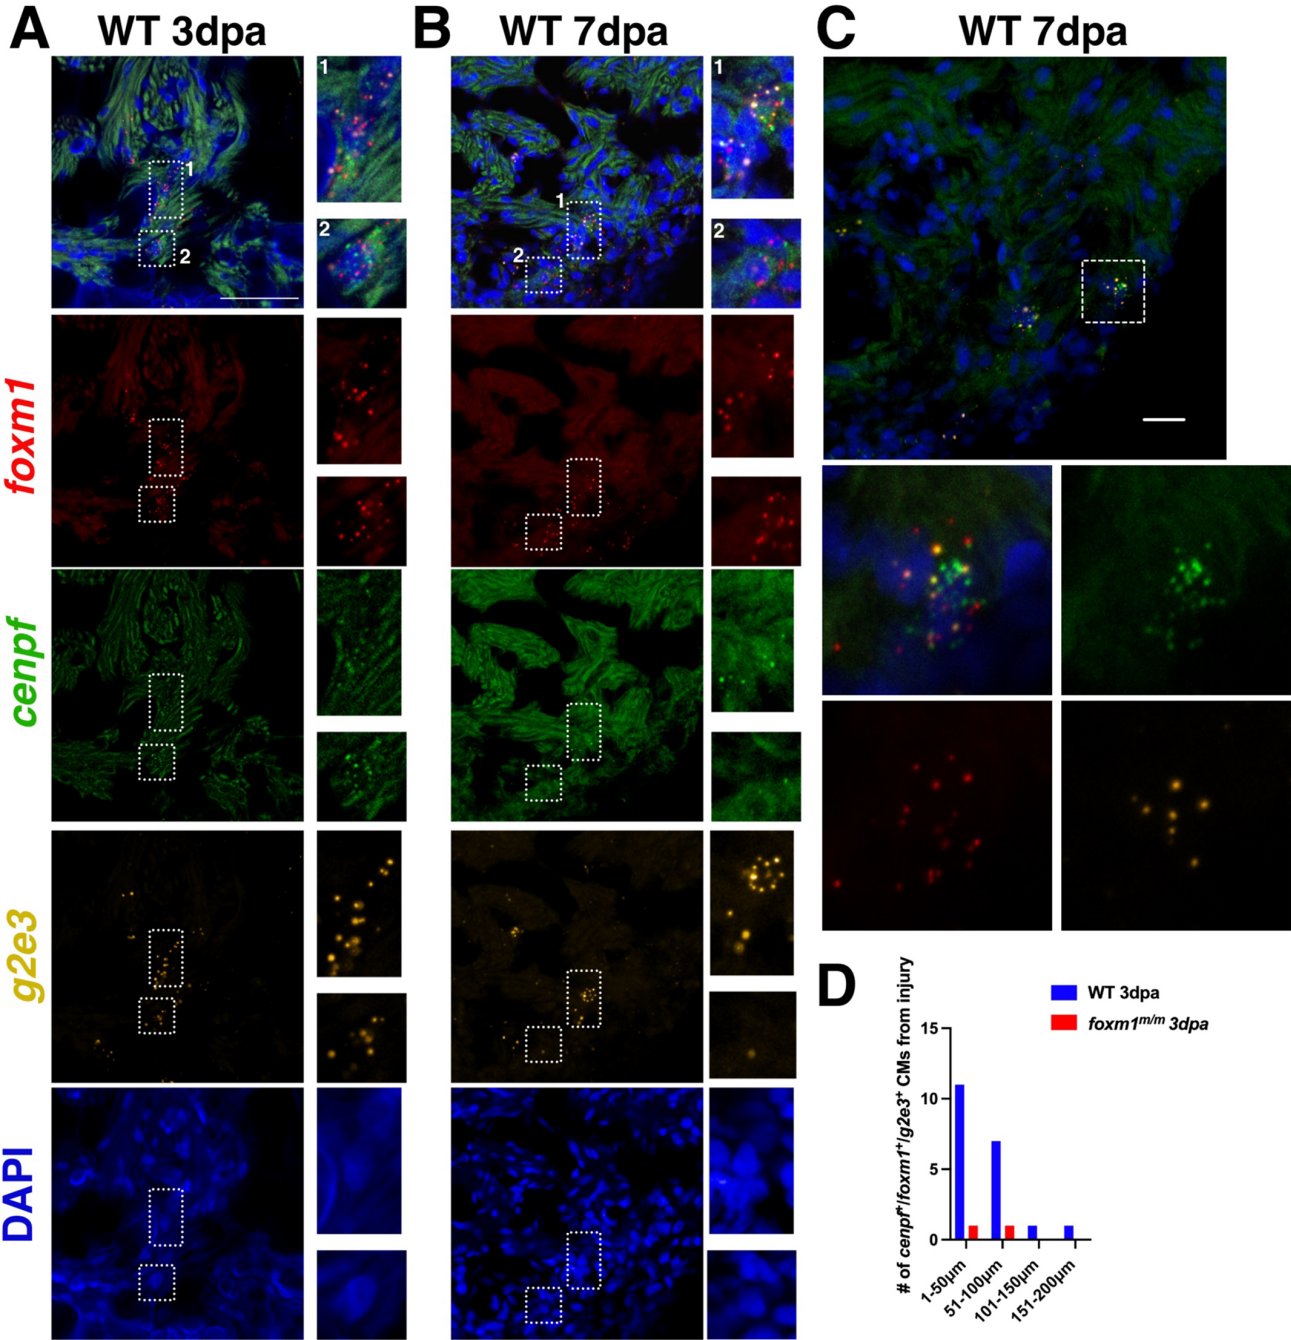 A WT 3dpa
B WT 7dpa
C WT 7dpa
1
2
1
2
1
2
1
2
foxm1
cenpf
g2e3
DAPI
D
WT 3dpa
foxm1m/m 3dpa
# of cenpf+/foxm1+/g2e3+ CMs from injury
15
10
5
0
1-50µm
51-100µm
101-150µm
151-200µm